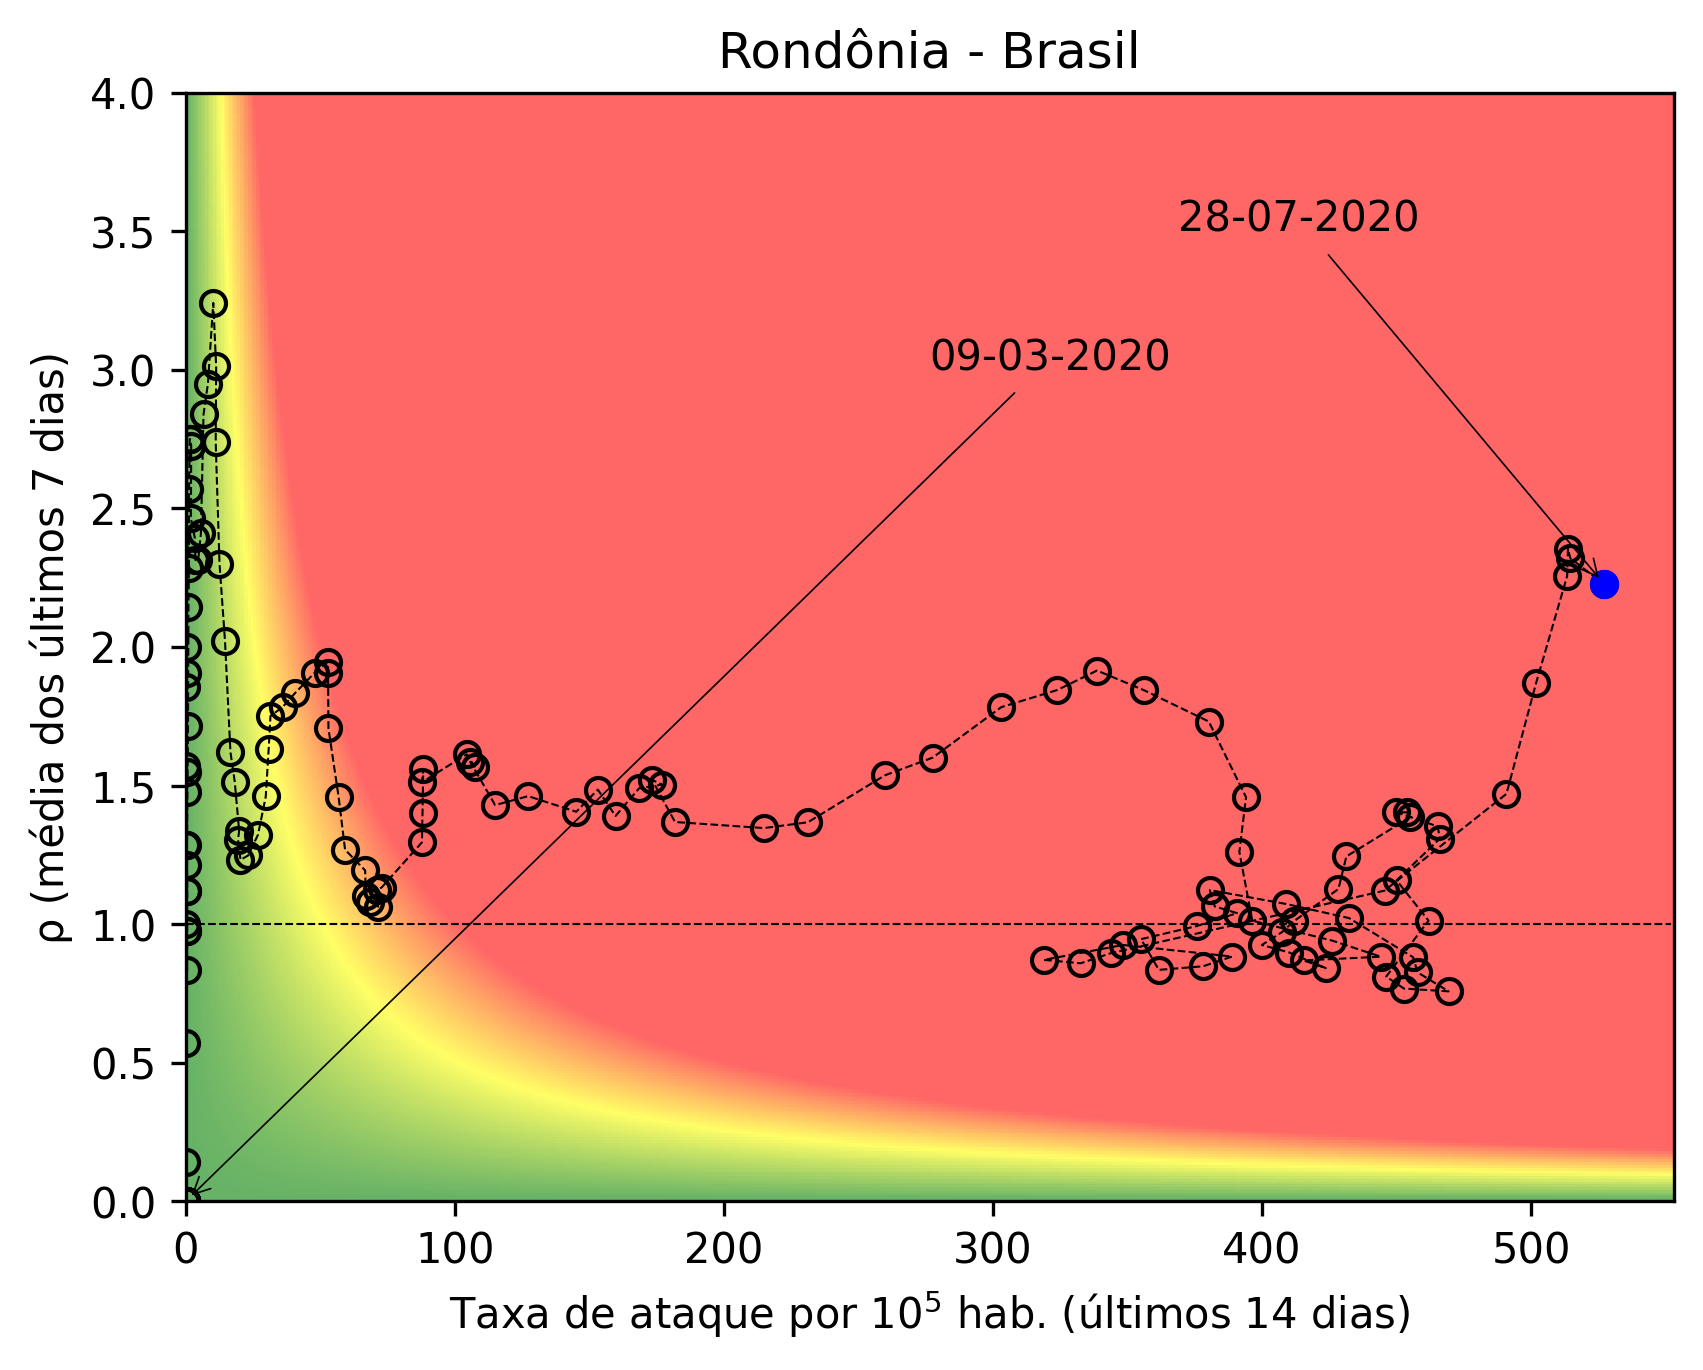 Rondônia - Brasil
4.0
3.5
3.0
2.5
2.0
1.5
1.0
0.5
0.0
ρ (média dos últimos 7 dias)
28-07-2020
09-03-2020
0 100 200 300 400 500
Taxa de ataque por 10⁵ hab. (últimos 14 dias)